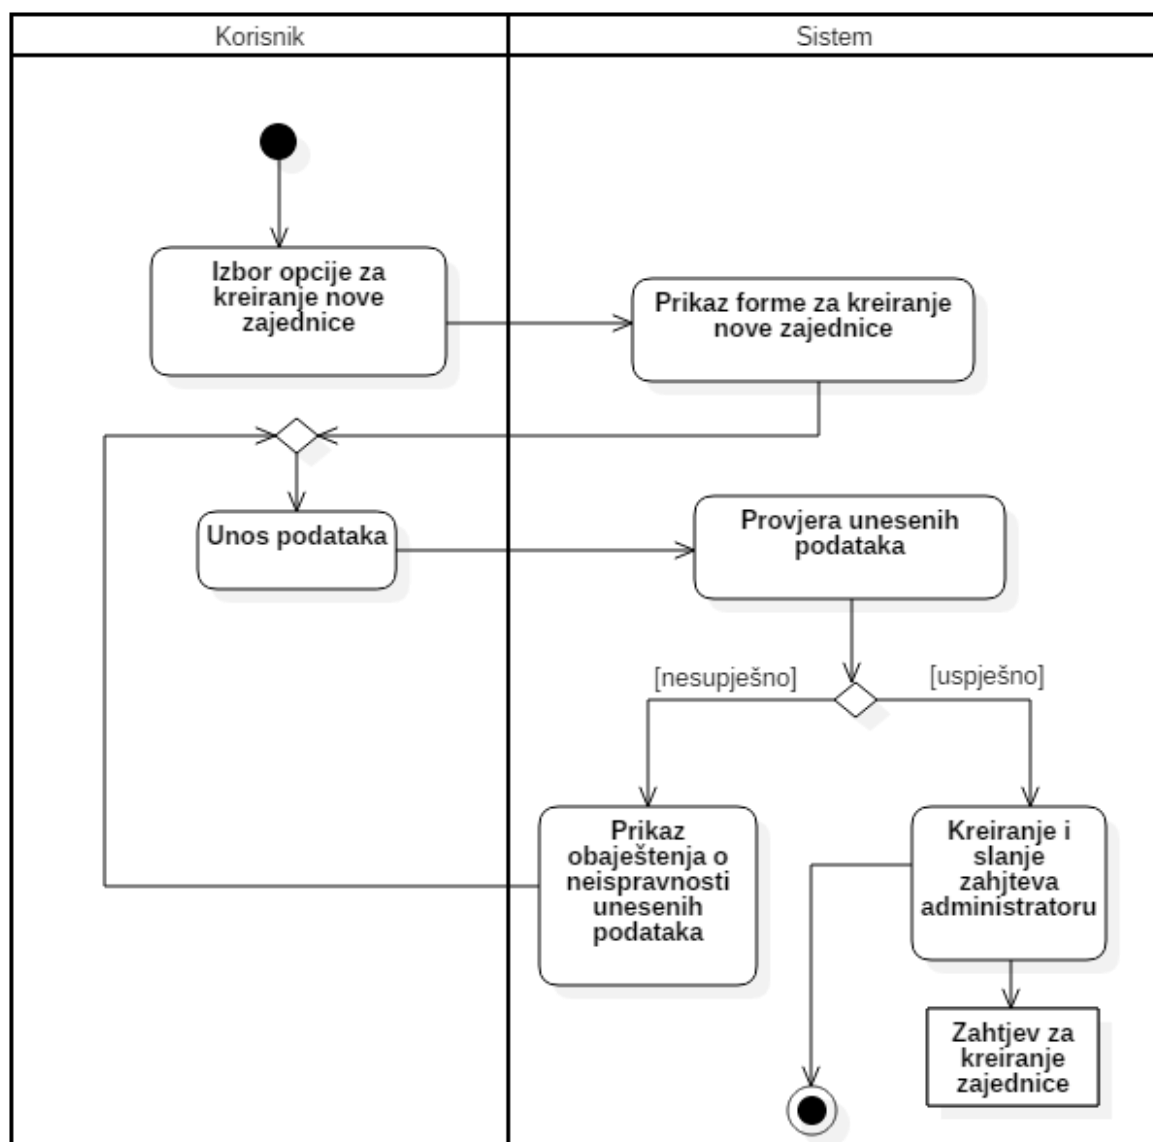 Korisnik
Sistem
Izbor opcije za
kreiranje nove
zajednice
Prikaz forme za kreiranje
nove zajednice
Unos podataka
Provjera unesenih
podataka
[nesupješno]
[uspješno]
Prikaz
obaještenja o
neispravnosti
unesenih
podataka
Kreiranje i
slanje
zahjteva
administratoru
Zahtjev za
kreiranje
zajednice